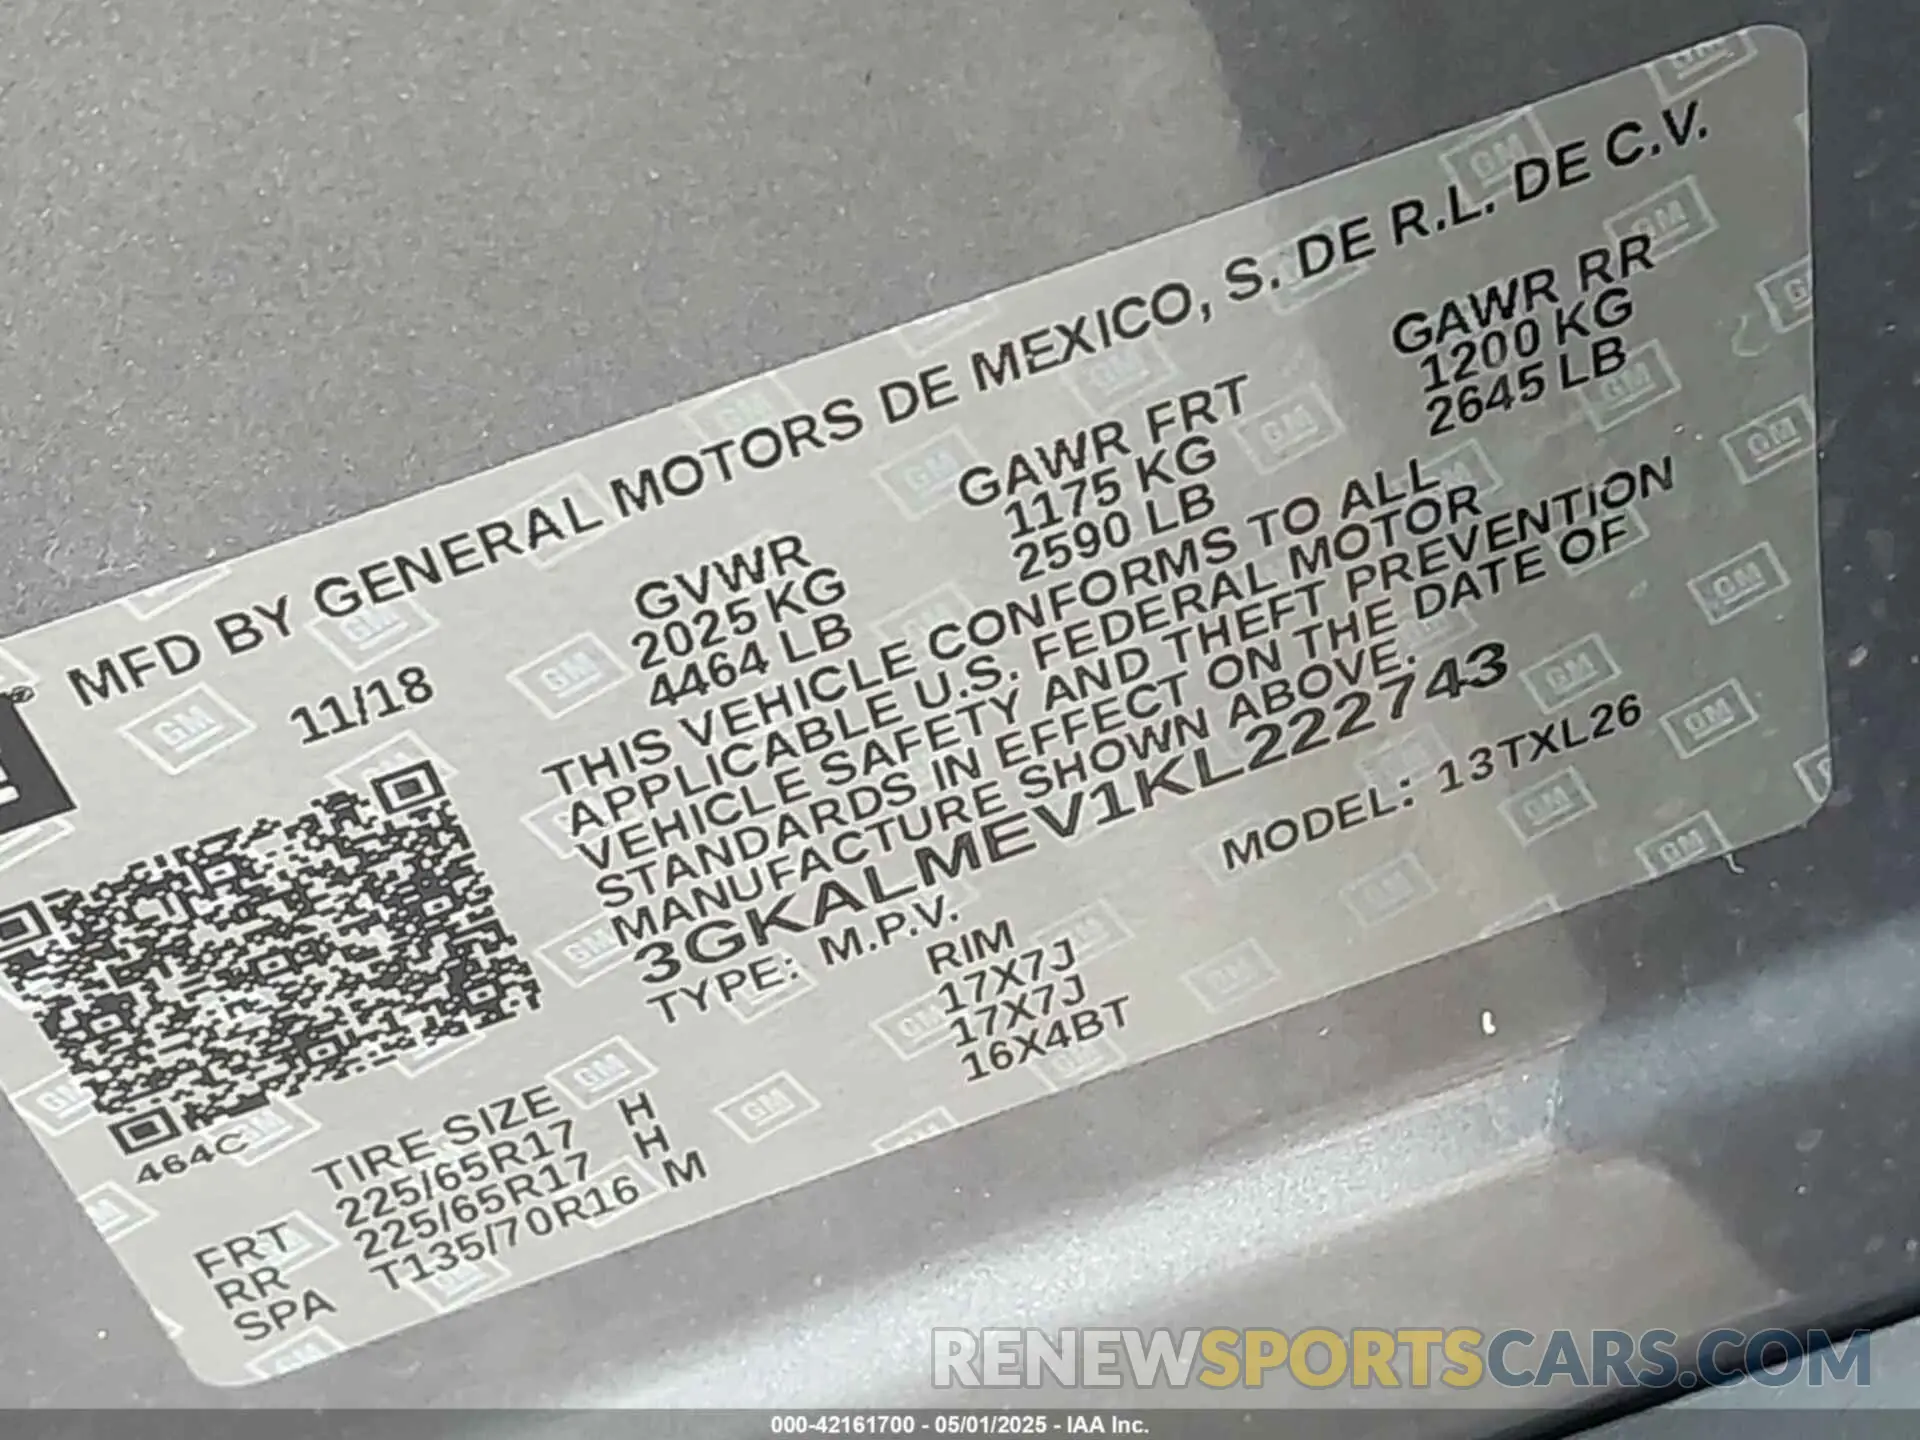 MFD BY GENERAL MOTORS DE MEXICO, S. DE R.L. DE C.V.
11/18
GVWR GAWR FRT GAWR RR
2025 KG 1175 KG 1200 KG
4464 LB 2590 LB 2645 LB
THIS VEHICLE CONFORMS TO ALL
APPLICABLE U.S. FEDERAL MOTOR
VEHICLE SAFETY AND THEFT PREVENTION
STANDARDS IN EFFECT ON THE DATE OF
MANUFACTURE SHOWN ABOVE.
3GKALMEV1KL222743
TYPE: M.P.V. MODEL: 13TXL26
464C
TIRE SIZE RIM
FRT 225/65R17 H 17X7J
RR 225/65R17 H 17X7J
SPA T135/70R16 M 16X4BT
RENEWSPORTSCARS.COM
000-42161700 - 05/01/2025 - IAA Inc.